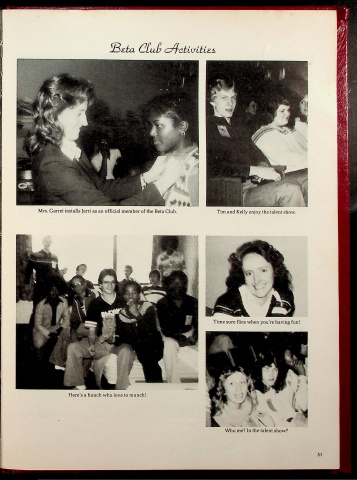 Beta Club Activities
Mrs. Garret installs Jerri as an official member of the Beta Club.
Tim and Kelly enjoy the talent show.
Time sure flies when you're having fun!
Here's a bunch who love to munch!
Who me? In the talent show?